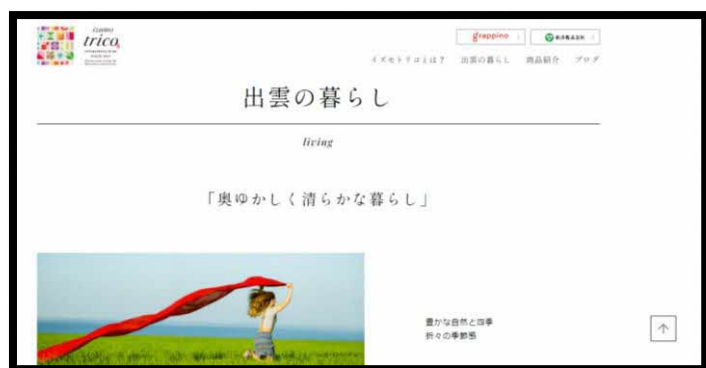 izumo
trico
grappino
イズモトリコとは？ 出雲の暮らし 商品紹介 ブログ
出雲の暮らし
living
「奥ゆかしく清らかな暮らし」
豊かな自然と四季
折々の季節感